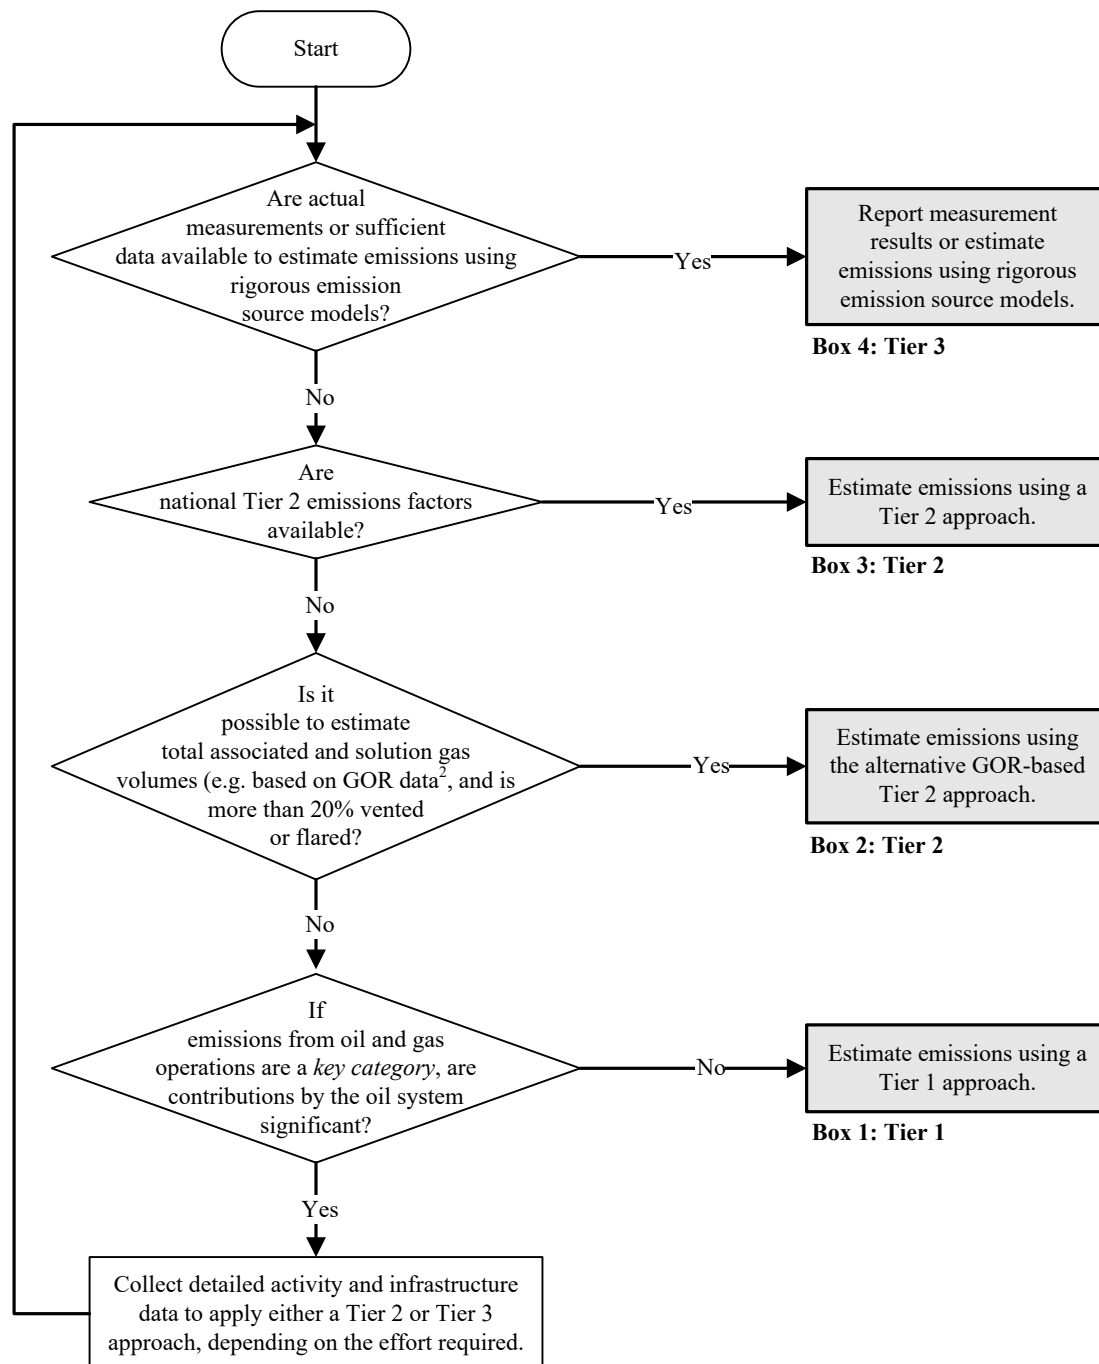 Start
Are actual
measurements or sufficient
data available to estimate emissions using
rigorous emission
source models?
Yes
Report measurement
results or estimate
emissions using rigorous
emission source models.
Box 4: Tier 3
No
Are
national Tier 2 emissions factors
available?
Yes
Estimate emissions using a
Tier 2 approach.
Box 3: Tier 2
No
Is it
possible to estimate
total associated and solution gas
volumes (e.g. based on GOR data², and is
more than 20% vented
or flared?
Yes
Estimate emissions using
the alternative GOR-based
Tier 2 approach.
Box 2: Tier 2
No
If
emissions from oil and gas
operations are a key category, are
contributions by the oil system
significant?
No
Estimate emissions using a
Tier 1 approach.
Box 1: Tier 1
Yes
Collect detailed activity and infrastructure
data to apply either a Tier 2 or Tier 3
approach, depending on the effort required.